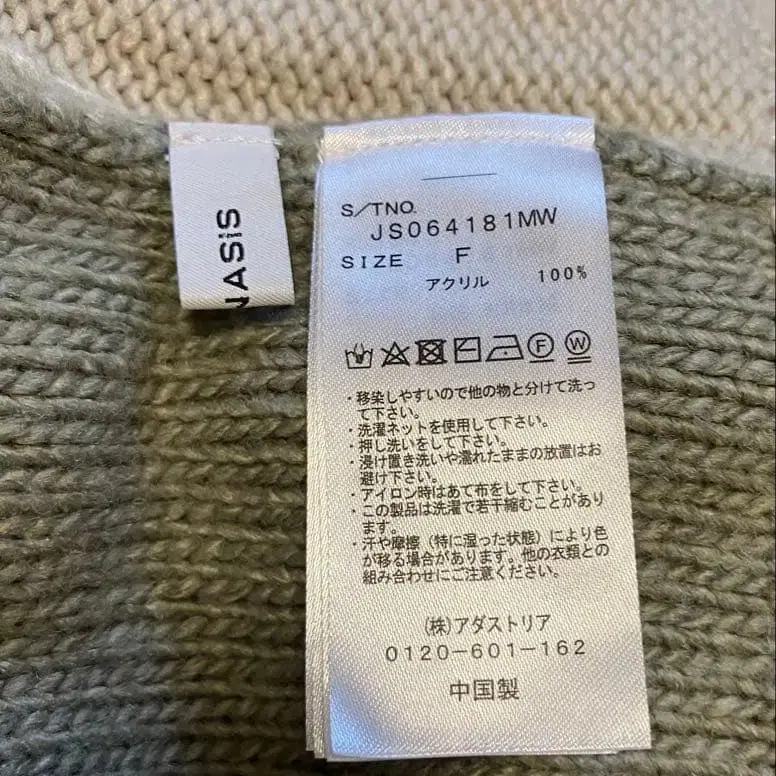 ASiS
S/TNO.
JS064181MW
SIZE F
アクリル 100%
F W
・移染しやすいので他の物と分けて洗っ
て下さい。
・洗濯ネットを使用して下さい。
・押し洗いをして下さい。
・浸け置き洗いや濡れたままの放置はお
避け下さい。
・アイロン時はあて布をして下さい。
・この製品は洗濯で若干縮むことがあり
ます。
・汗や摩擦（特に湿った状態）により色
が移る場合があります。他の衣類との
組み合わせにご注意ください。
(株)アダストリア
0120-601-162
中国製